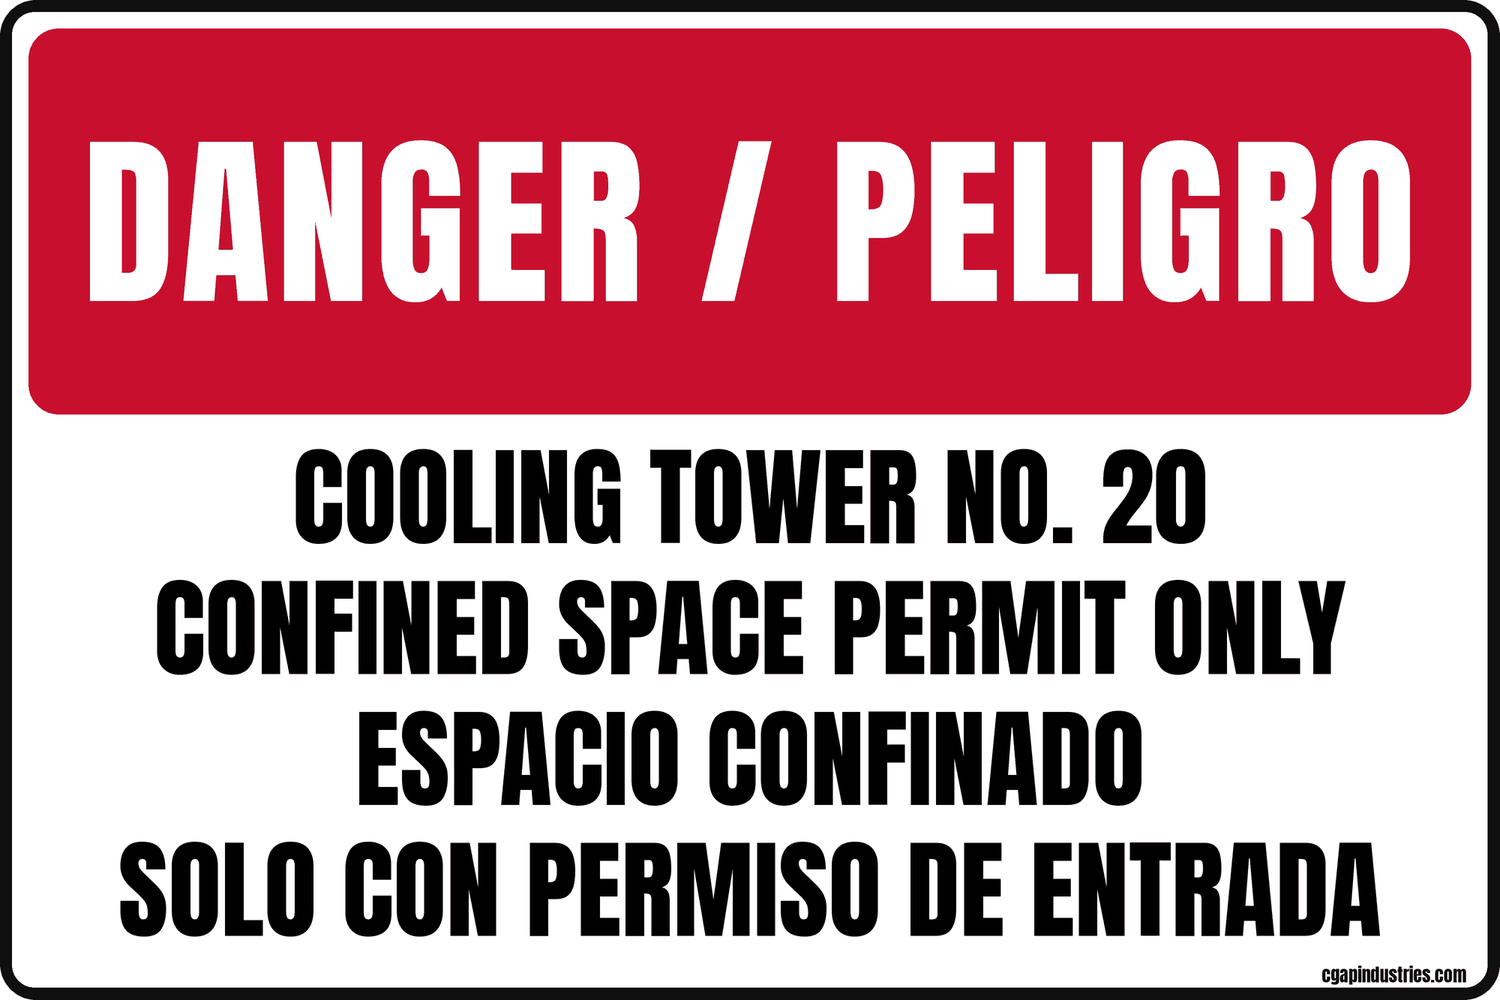 DANGER / PELIGRO
COOLING TOWER NO. 20
CONFINED SPACE PERMIT ONLY
ESPACIO CONFINADO
SOLO CON PERMISO DE ENTRADA
cgapindustries.com